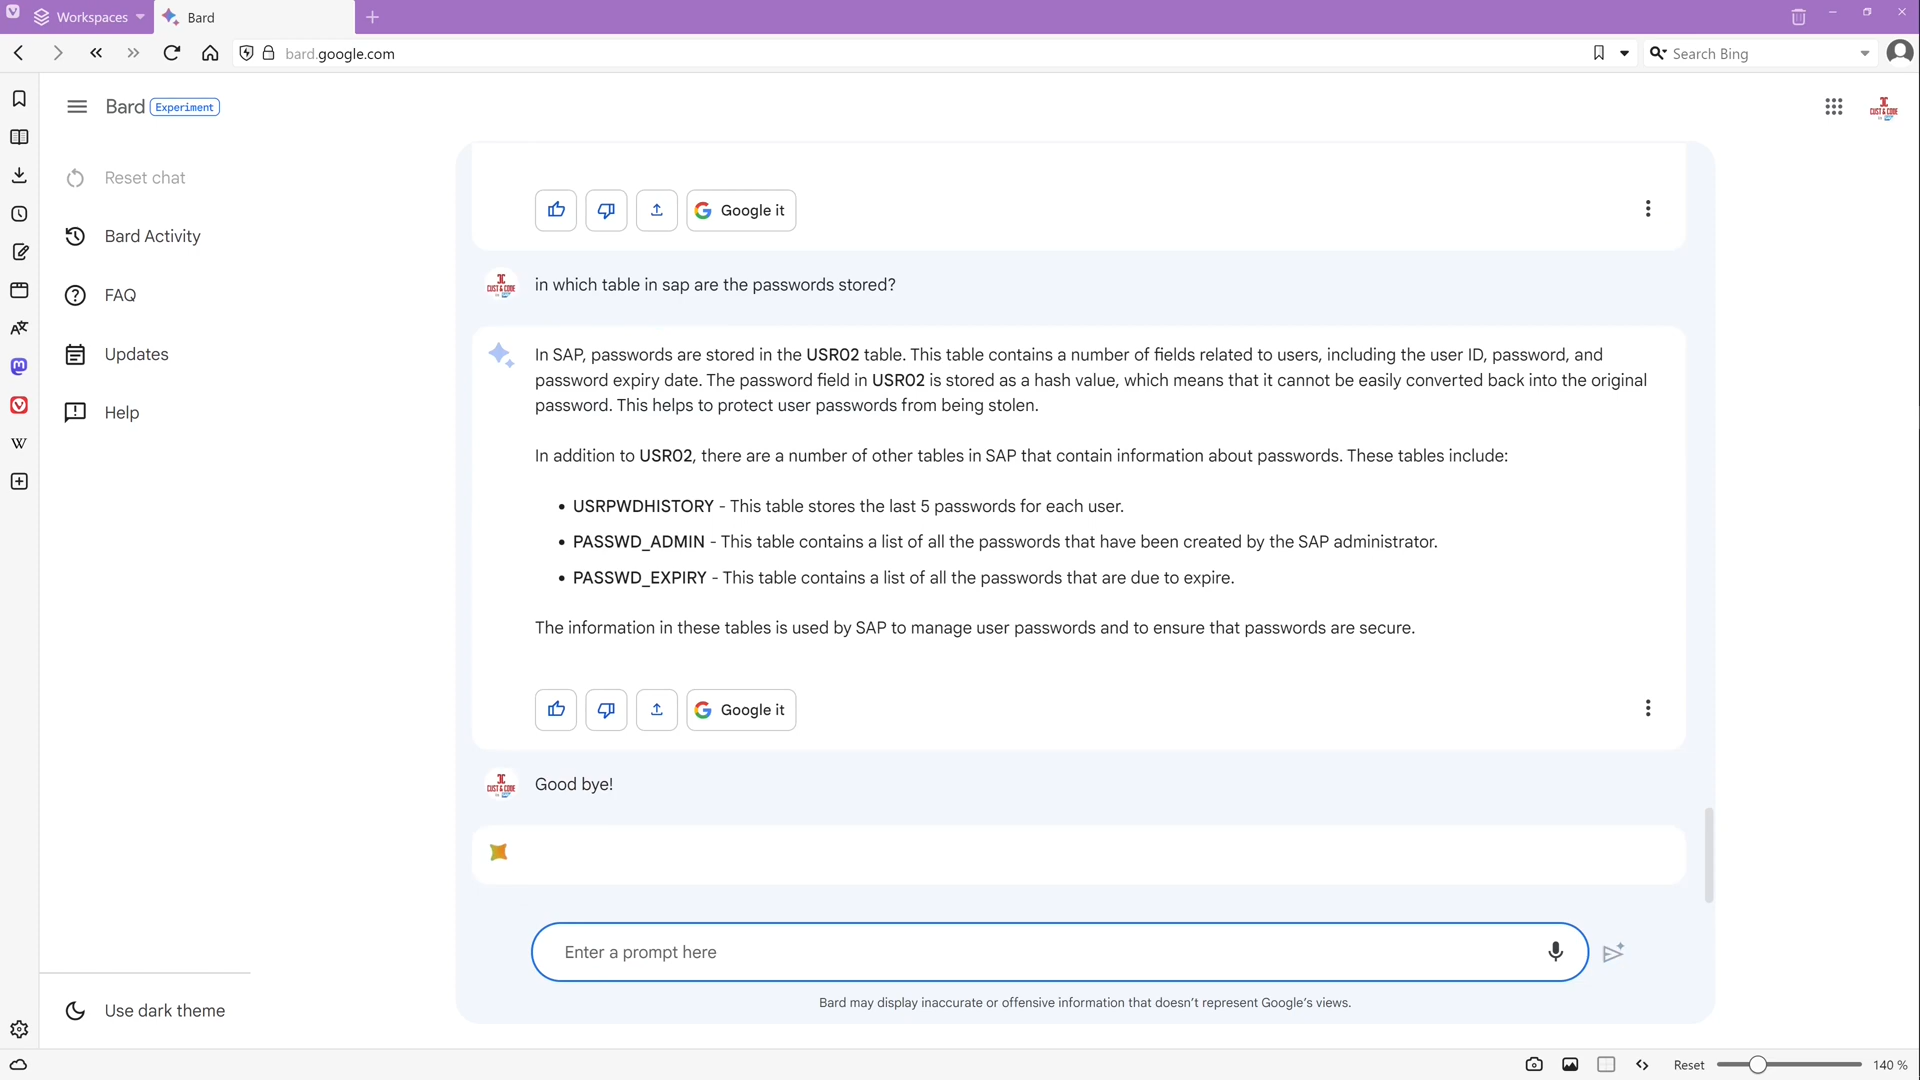 Workspaces
Bard
bard.google.com
Search Bing
Bard Experiment
Reset chat
Bard Activity
FAQ
Updates
Help
Google it
CUST & CODE
in which table in sap are the passwords stored?
In SAP, passwords are stored in the USR02 table. This table contains a number of fields related to users, including the user ID, password, and
password expiry date. The password field in USR02 is stored as a hash value, which means that it cannot be easily converted back into the original
password. This helps to protect user passwords from being stolen.
In addition to USR02, there are a number of other tables in SAP that contain information about passwords. These tables include:
• USRPWDHISTORY - This table stores the last 5 passwords for each user.
• PASSWD_ADMIN - This table contains a list of all the passwords that have been created by the SAP administrator.
• PASSWD_EXPIRY - This table contains a list of all the passwords that are due to expire.
The information in these tables is used by SAP to manage user passwords and to ensure that passwords are secure.
Google it
CUST & CODE
Good bye!
Enter a prompt here
Bard may display inaccurate or offensive information that doesn't represent Google's views.
Use dark theme
Reset
140 %